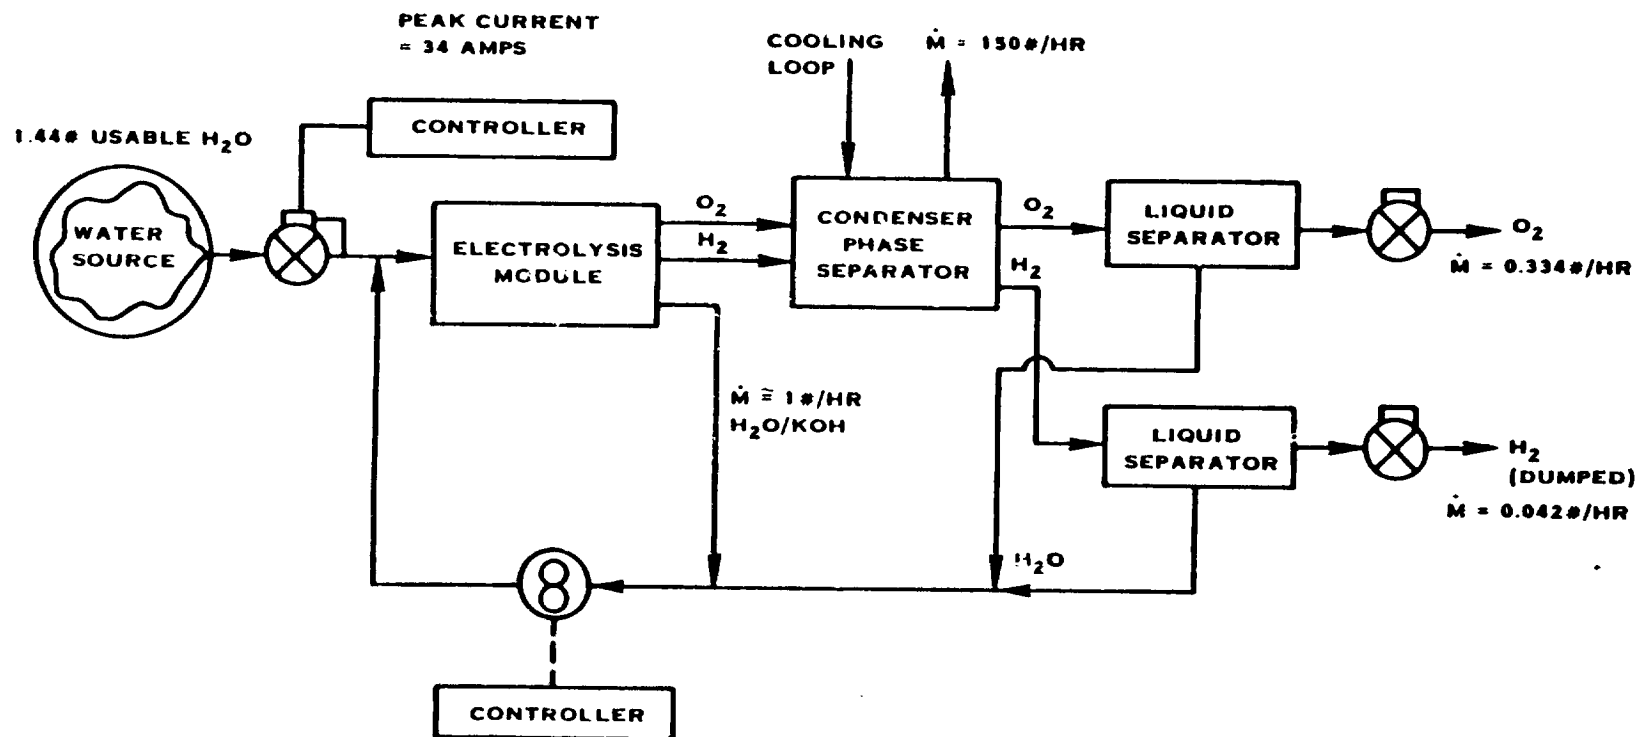 PEAK CURRENT
= 34 AMPS
COOLING
LOOP
Ṁ = 150#/HR
CONTROLLER
1.44# USABLE H₂O
WATER
SOURCE
ELECTROLYSIS
MODULE
O₂
H₂
CONDENSER
PHASE
SEPARATOR
O₂
H₂
LIQUID
SEPARATOR
O₂
Ṁ = 0.334#/HR
Ṁ ≅ 1#/HR
H₂O/KOH
LIQUID
SEPARATOR
H₂
(DUMPED)
Ṁ = 0.042#/HR
H₂O
CONTROLLER